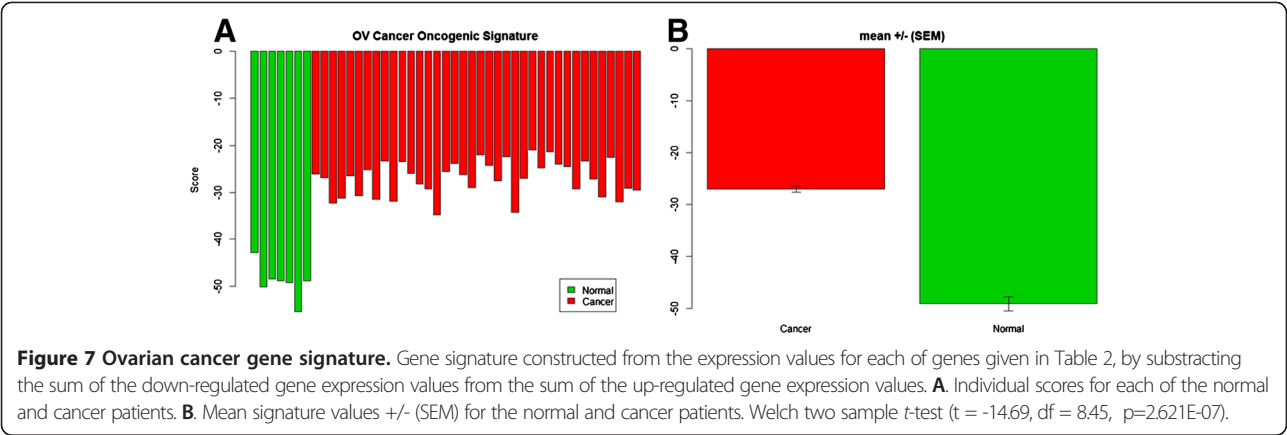 A
OV Cancer Oncogenic Signature
Score
0
-10
-20
-30
-40
-50
Normal
Cancer
B
mean +/- (SEM)
0
-10
-20
-30
-40
-50
Cancer
Normal
Figure 7 Ovarian cancer gene signature. Gene signature constructed from the expression values for each of genes given in Table 2, by substracting
the sum of the down-regulated gene expression values from the sum of the up-regulated gene expression values. A. Individual scores for each of the normal
and cancer patients. B. Mean signature values +/- (SEM) for the normal and cancer patients. Welch two sample t-test (t = -14.69, df = 8.45, p=2.621E-07).